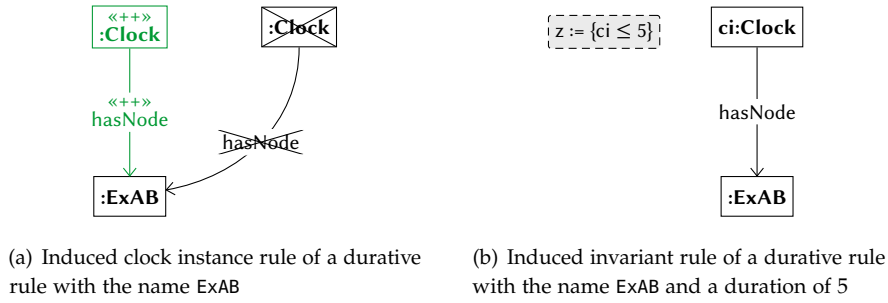 «++»
:Clock
:Clock
z := {ci ≤ 5}
ci:Clock
«++»
hasNode
hasNode
hasNode
:ExAB
:ExAB
(a) Induced clock instance rule of a durative
rule with the name ExAB
(b) Induced invariant rule of a durative rule
with the name ExAB and a duration of 5